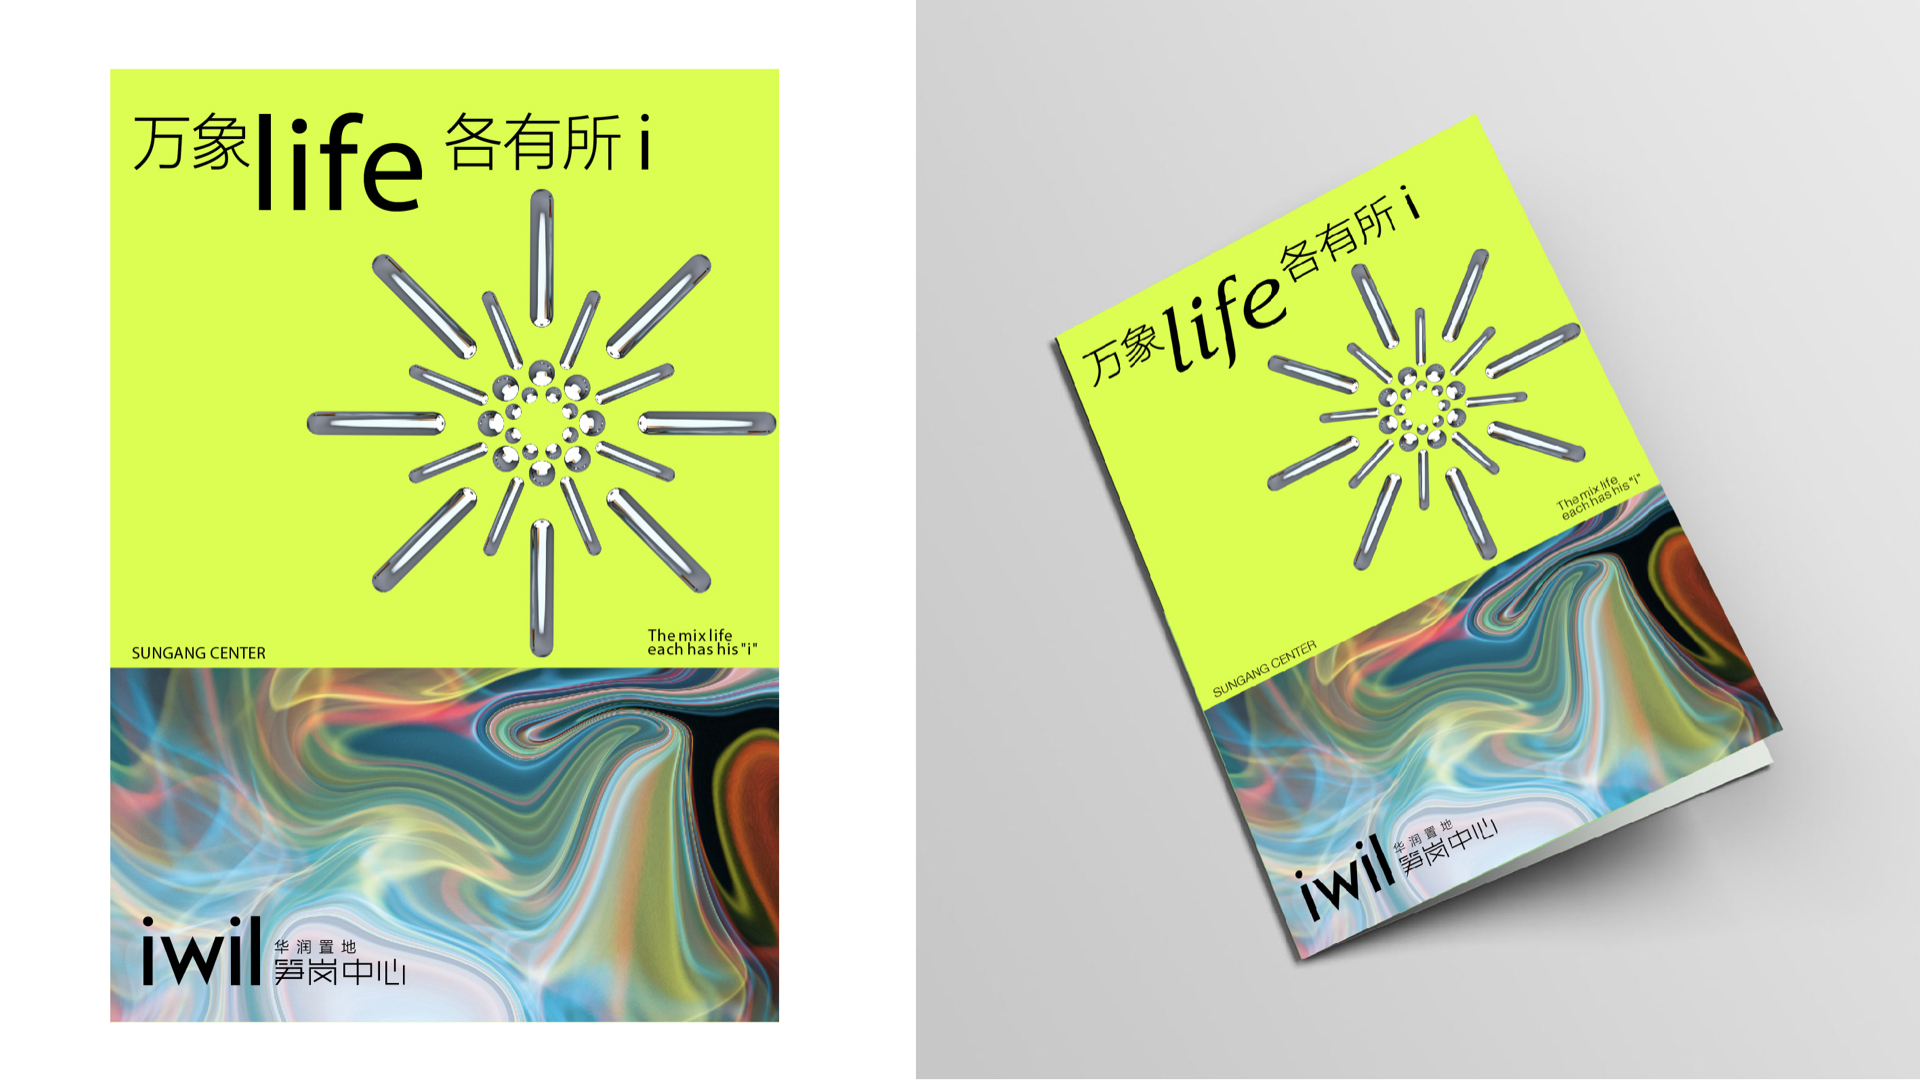 万象life 各有所 i
SUNGANG CENTER
The mix life
each has his "i"
iwil 华润置地
笋岗中心
万象life各有所 i
The mix life
each has his "i"
SUNGANG CENTER
iwil 华润置地
笋岗中心